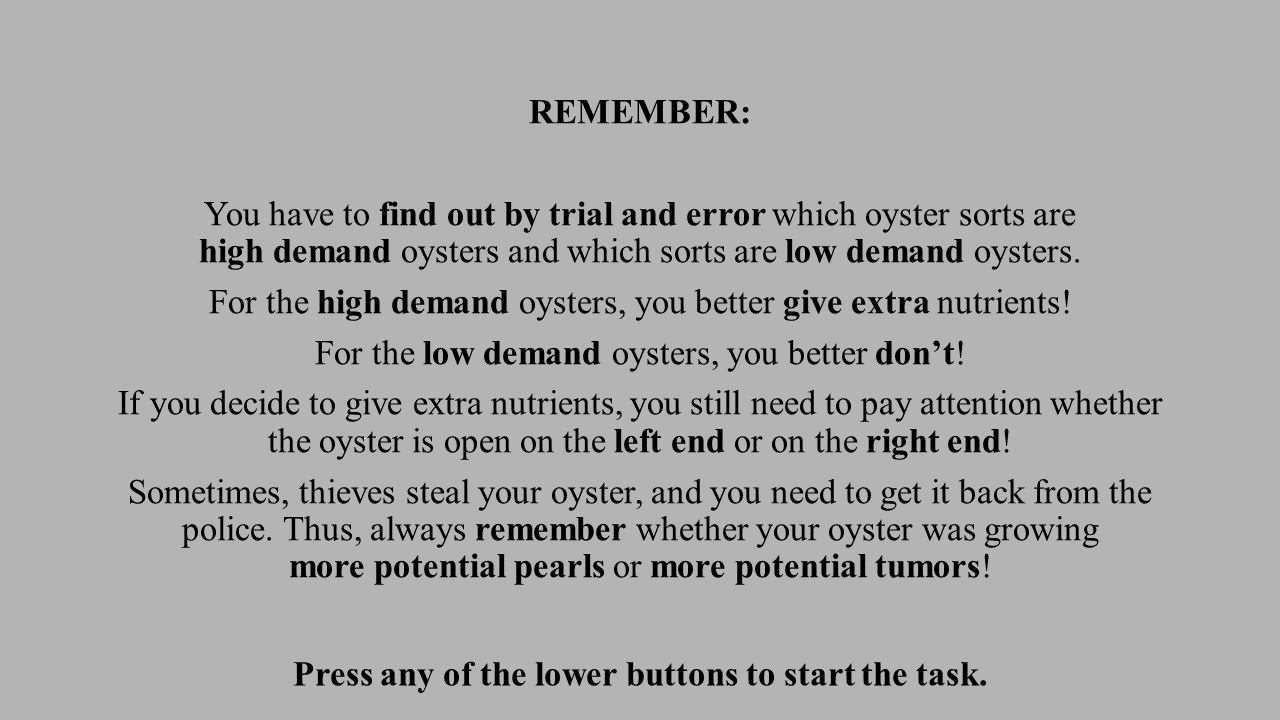 REMEMBER:
You have to find out by trial and error which oyster sorts are
high demand oysters and which sorts are low demand oysters.
For the high demand oysters, you better give extra nutrients!
For the low demand oysters, you better don’t!
If you decide to give extra nutrients, you still need to pay attention whether
the oyster is open on the left end or on the right end!
Sometimes, thieves steal your oyster, and you need to get it back from the
police. Thus, always remember whether your oyster was growing
more potential pearls or more potential tumors!
Press any of the lower buttons to start the task.